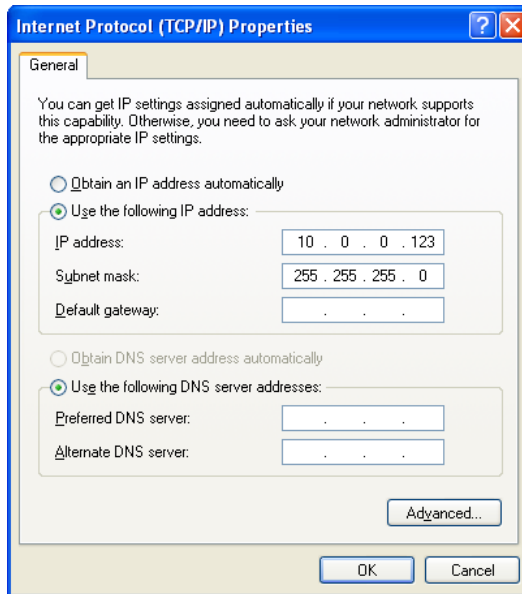 Internet Protocol (TCP/IP) Properties
General
You can get IP settings assigned automatically if your network supports
this capability. Otherwise, you need to ask your network administrator for
the appropriate IP settings.
Obtain an IP address automatically
Use the following IP address:
IP address: 10 . 0 . 0 . 123
Subnet mask: 255 . 255 . 255 . 0
Default gateway: . . .
Obtain DNS server address automatically
Use the following DNS server addresses:
Preferred DNS server: . . .
Alternate DNS server: . . .
Advanced...
OK Cancel